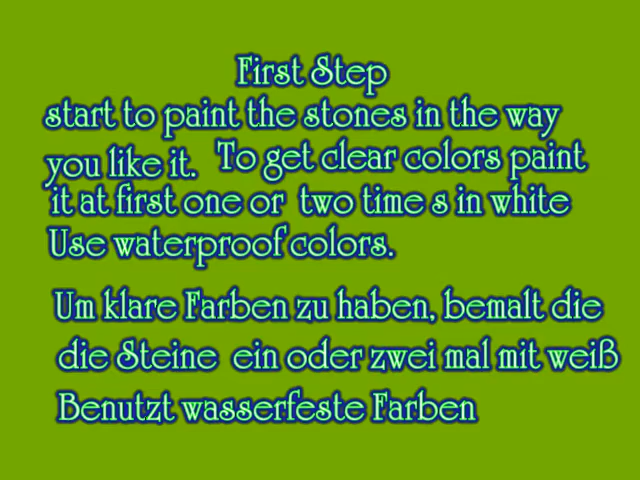 First Step
start to paint the stones in the way
you like it. To get clear colors paint
it at first one or two time s in white
Use waterproof colors.
Um klare Farben zu haben, bemalt die
die Steine ein oder zwei mal mit weiß
Benutzt wasserfeste Farben